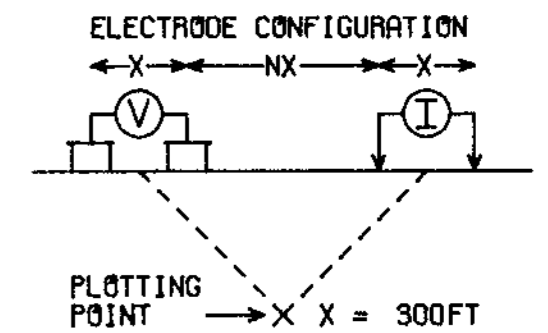 ELECTRODE CONFIGURATION
X NX X
V I
PLOTTING
POINT X X = 300FT